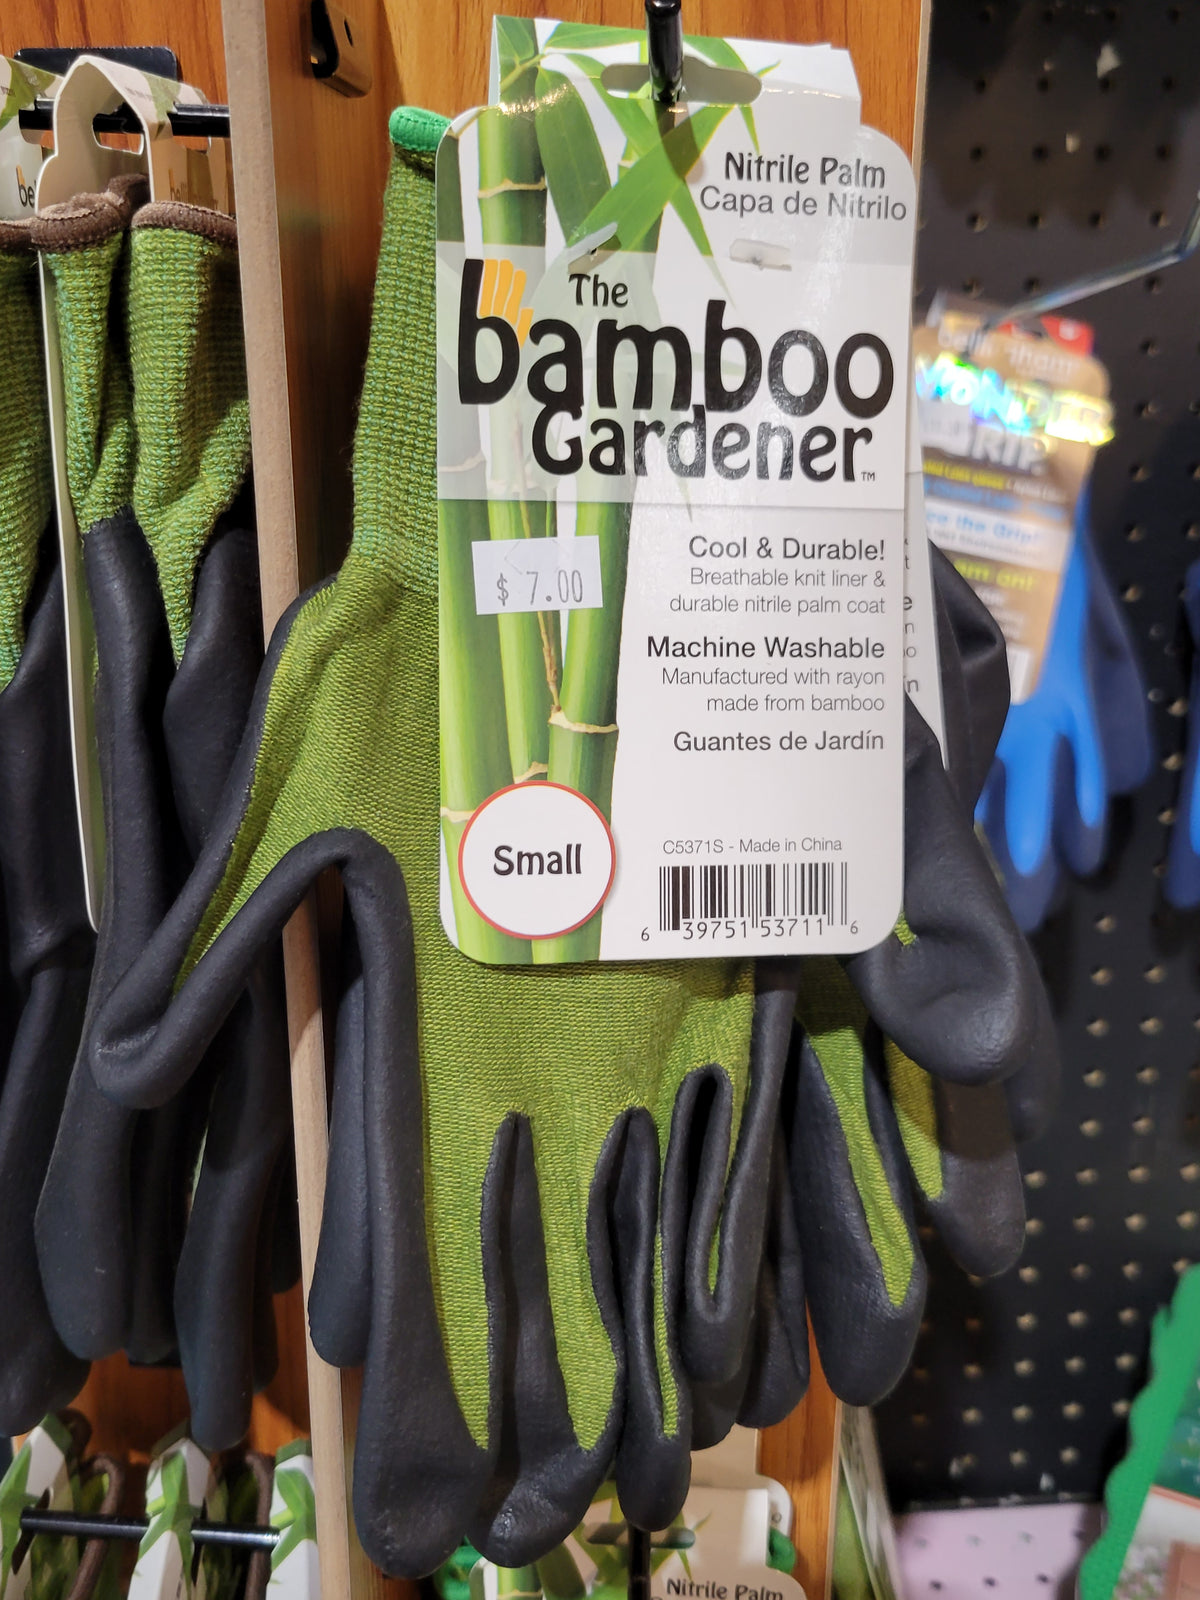 Nitrile Palm
Capa de Nitrilo
The
bamboo
Gardener™
$ 7.00
Cool & Durable!
Breathable knit liner &
durable nitrile palm coat
Machine Washable
Manufactured with rayon
made from bamboo
Guantes de Jardín
Small
C5371S - Made in China
6 39751 53711 6
GRIP
Nitrile Palm